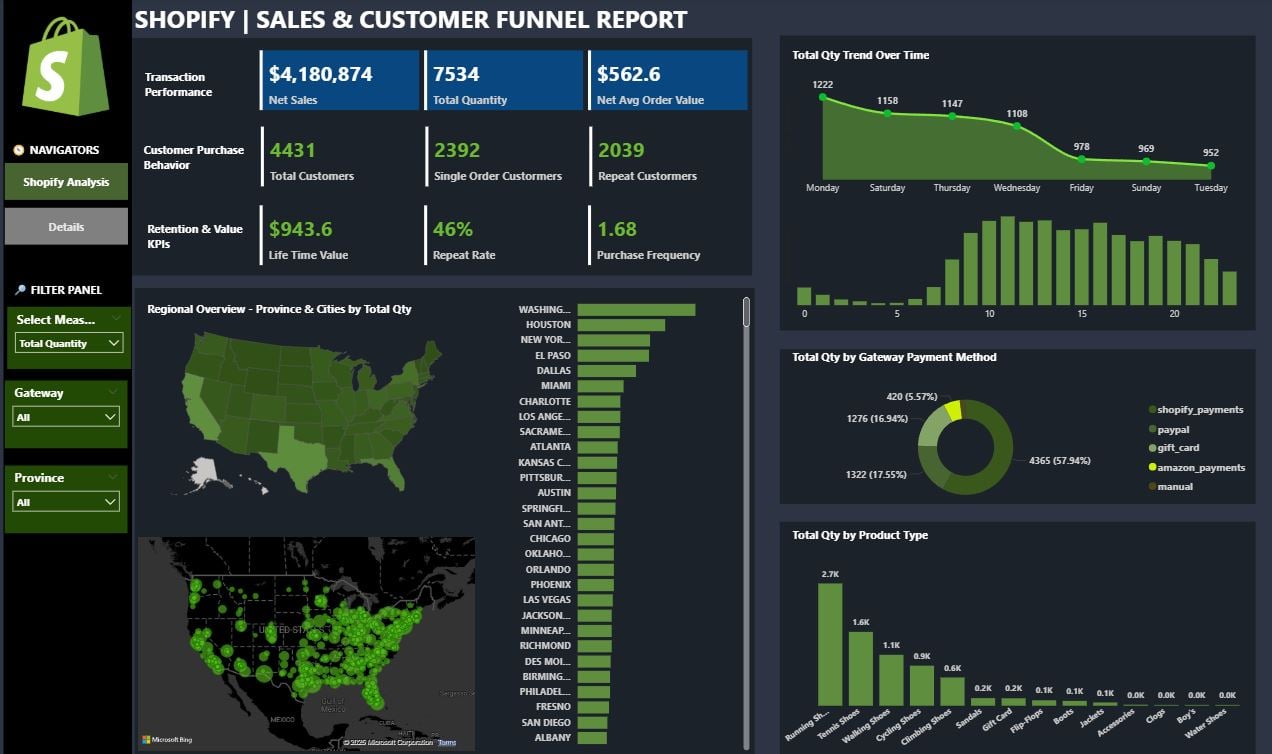 SHOPIFY | SALES & CUSTOMER FUNNEL REPORT
S
NAVIGATORS
Shopify Analysis
Details
FILTER PANEL
Select Meas...
Total Quantity
Gateway
All
Province
All
Transaction
Performance
$4,180,874
Net Sales
7534
Total Quantity
$562.6
Net Avg Order Value
Customer Purchase
Behavior
4431
Total Customers
2392
Single Order Custormers
2039
Repeat Custormers
Retention & Value
KPIs
$943.6
Life Time Value
46%
Repeat Rate
1.68
Purchase Frequency
Regional Overview - Province & Cities by Total Qty
WASHING...
HOUSTON
NEW YOR...
EL PASO
DALLAS
MIAMI
CHARLOTTE
LOS ANGE...
SACRAME...
ATLANTA
KANSAS C...
PITTSBUR...
AUSTIN
SPRINGFI...
SAN ANT...
CHICAGO
OKLAHO...
ORLANDO
PHOENIX
LAS VEGAS
JACKSON...
MINNEAP...
RICHMOND
DES MOI...
BIRMING...
PHILADEL...
FRESNO
SAN DIEGO
ALBANY
UNITED STATES
MEXICO
Gulf of
Mexico
CUBA
Sargasso Se
Microsoft Bing
© 2025 Microsoft Corporation Terms
Total Qty Trend Over Time
1222
1158
1147
1108
978
969
952
Monday
Saturday
Thursday
Wednesday
Friday
Sunday
Tuesday
0
5
10
15
20
Total Qty by Gateway Payment Method
420 (5.57%)
1276 (16.94%)
1322 (17.55%)
4365 (57.94%)
shopify_payments
paypal
gift_card
amazon_payments
manual
Total Qty by Product Type
2.7K
1.6K
1.1K
0.9K
0.6K
0.2K
0.2K
0.1K
0.1K
0.1K
0.0K
0.0K
0.0K
0.0K
Running Sh...
Tennis Shoes
Walking Shoes
Cycling Shoes
Climbing Shoes
Sandals
Gift Card
Flip-Flops
Boots
Jackets
Accessories
Clogs
Boy's
Water Shoes